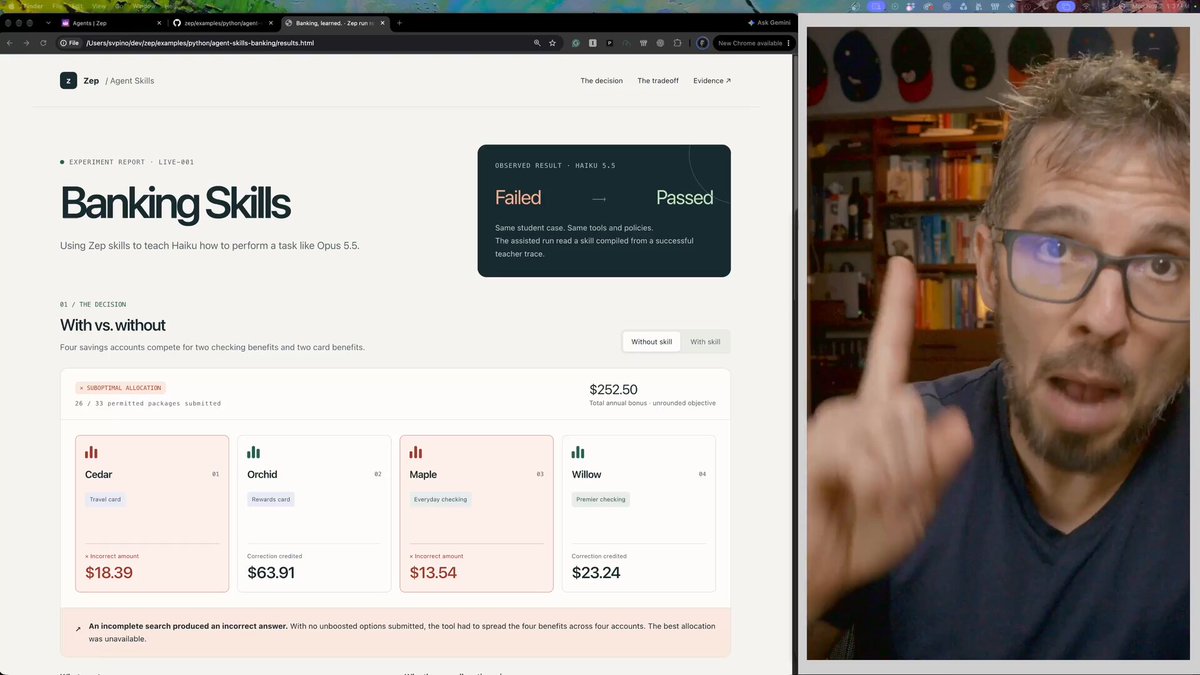 Finder File Edit View Go Window Help
Agents | Zep
zep/examples/python/agent-
Banking, learned. · Zep run
Ask Gemini
File /Users/svpino/dev/zep/examples/python/agent-skills-banking/results.html
New Chrome available
z Zep / Agent Skills
The decision The tradeoff Evidence ↗
EXPERIMENT REPORT · LIVE-001
Banking Skills
Using Zep skills to teach Haiku how to perform a task like Opus 5.5.
OBSERVED RESULT · HAIKU 5.5
Failed → Passed
Same student case. Same tools and policies.
The assisted run read a skill compiled from a successful
teacher trace.
01 / THE DECISION
With vs. without
Four savings accounts compete for two checking benefits and two card benefits.
Without skill With skill
× SUBOPTIMAL ALLOCATION
26 / 33 permitted packages submitted
$252.50
Total annual bonus · unrounded objective
Cedar 01
Travel card
× Incorrect amount
$18.39
Orchid 02
Rewards card
Correction credited
$63.91
Maple 03
Everyday checking
× Incorrect amount
$13.54
Willow 04
Premier checking
Correction credited
$23.24
↗ An incomplete search produced an incorrect answer. With no unboosted options submitted, the tool had to spread the four benefits across four accounts. The best allocation
was unavailable.